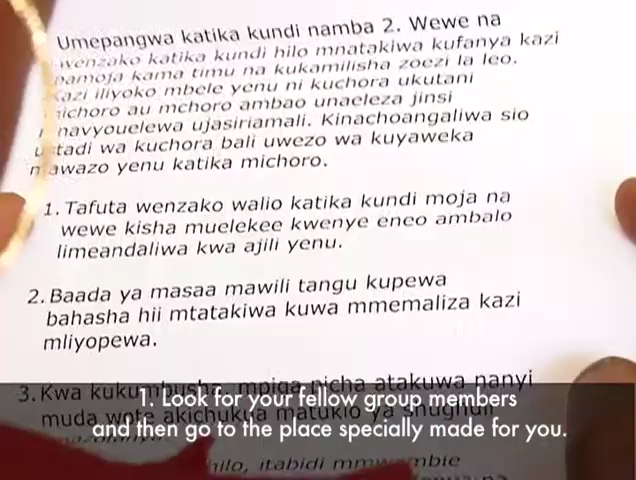 Umepangwa katika kundi namba 2. Wewe na
wenzako katika kundi hilo mnatakiwa kufanya kazi
pamoja kama timu na kukamilisha zoezi la leo.
Kazi iliyoko mbele yenu ni kuchora ukutani
michoro au mchoro ambao unaeleza jinsi
mnavyouelewa ujasiriamali. Kinachoangaliwa sio
ustadi wa kuchora bali uwezo wa kuyaweka
mawazo yenu katika michoro.
1. Tafuta wenzako walio katika kundi moja na
wewe kisha muelekee kwenye eneo ambalo
limeandaliwa kwa ajili yenu.
2. Baada ya masaa mawili tangu kupewa
bahasha hii mtatakiwa kuwa mmemaliza kazi
mliyopewa.
3. Kwa kukumbusha, mpiga picha atakuwa nanyi
muda wote akichukua matukio ya shughuli
hilo, itabidi
1. Look for your fellow group members
and then go to the place specially made for you.